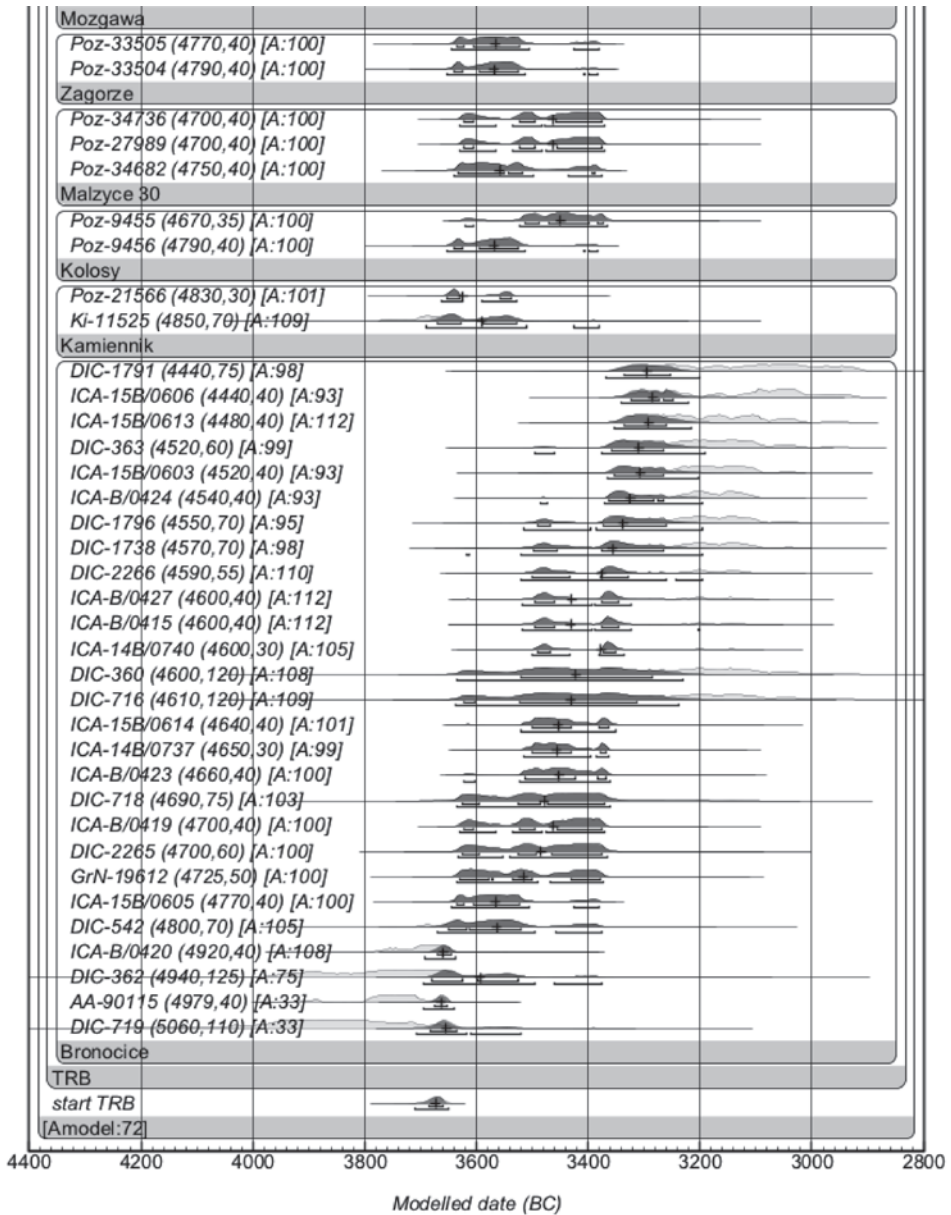 Mozgawa
Poz-33505 (4770,40) [A:100]
Poz-33504 (4790,40) [A:100]
Zagorze
Poz-34736 (4700,40) [A:100]
Poz-27989 (4700,40) [A:100]
Poz-34682 (4750,40) [A:100]
Malzyce 30
Poz-9455 (4670,35) [A:100]
Poz-9456 (4790,40) [A:100]
Kolosy
Poz-21566 (4830,30) [A:101]
Ki-11525 (4850,70) [A:109]
Kamiennik
DIC-1791 (4440,75) [A:98]
ICA-15B/0606 (4440,40) [A:93]
ICA-15B/0613 (4480,40) [A:112]
DIC-363 (4520,60) [A:99]
ICA-15B/0603 (4520,40) [A:93]
ICA-B/0424 (4540,40) [A:93]
DIC-1796 (4550,70) [A:95]
DIC-1738 (4570,70) [A:98]
DIC-2266 (4590,55) [A:110]
ICA-B/0427 (4600,40) [A:112]
ICA-B/0415 (4600,40) [A:112]
ICA-14B/0740 (4600,30) [A:105]
DIC-360 (4600,120) [A:108]
DIC-716 (4610,120) [A:109]
ICA-15B/0614 (4640,40) [A:101]
ICA-14B/0737 (4650,30) [A:99]
ICA-B/0423 (4660,40) [A:100]
DIC-718 (4690,75) [A:103]
ICA-B/0419 (4700,40) [A:100]
DIC-2265 (4700,60) [A:100]
GrN-19612 (4725,50) [A:100]
ICA-15B/0605 (4770,40) [A:100]
DIC-542 (4800,70) [A:105]
ICA-B/0420 (4920,40) [A:108]
DIC-362 (4940,125) [A:75]
AA-90115 (4979,40) [A:33]
DIC-719 (5060,110) [A:33]
Bronocice
TRB
start TRB
[Amodel:72]
4400 4200 4000 3800 3600 3400 3200 3000 2800
Modelled date (BC)